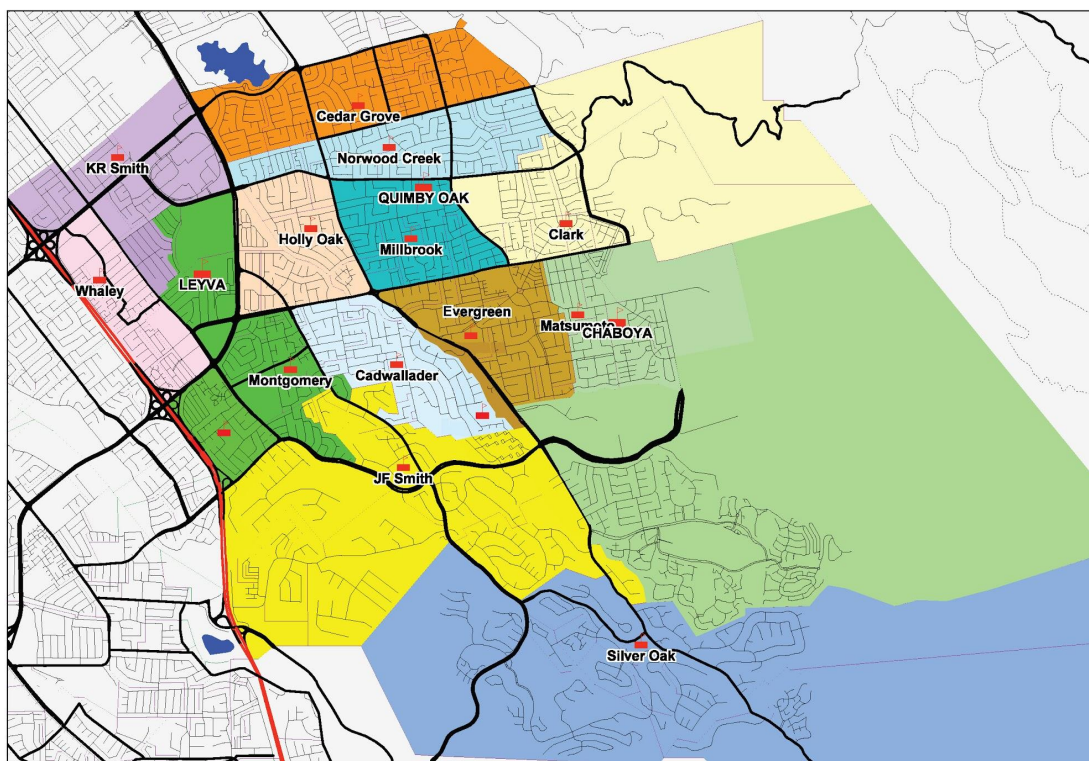 Cedar Grove
Norwood Creek
KR Smith
QUIMBY OAK
Clark
Holly Oak
Millbrook
LEYVA
Whaley
Evergreen
Matsumoto
CHABOYA
Cadwallader
Montgomery
JF Smith
Silver Oak